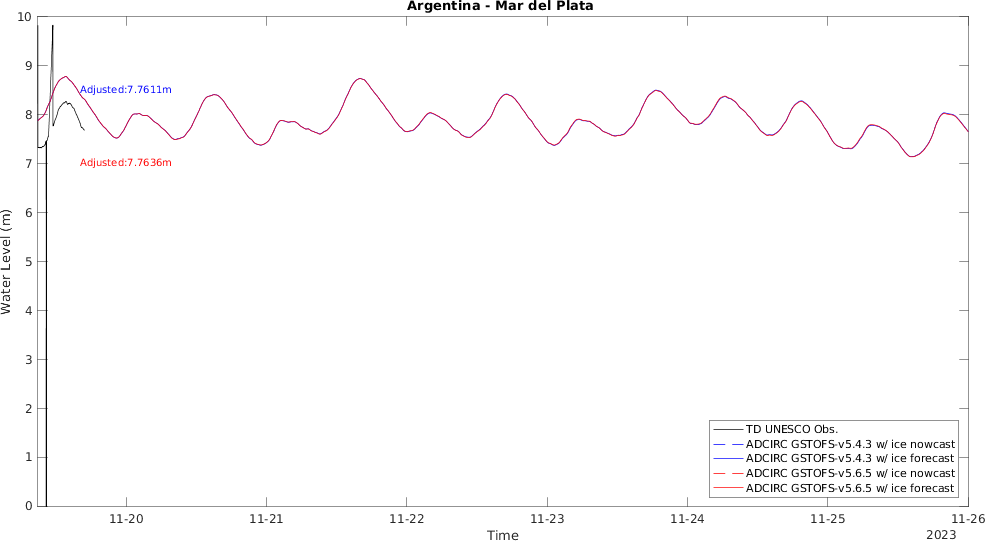 Argentina - Mar del Plata
10
9
8
7
6
5
4
3
2
1
0
Water Level (m)
Adjusted:7.7611m
Adjusted:7.7636m
TD UNESCO Obs.
ADCIRC GSTOFS-v5.4.3 w/ ice nowcast
ADCIRC GSTOFS-v5.4.3 w/ ice forecast
ADCIRC GSTOFS-v5.6.5 w/ ice nowcast
ADCIRC GSTOFS-v5.6.5 w/ ice forecast
11-20 11-21 11-22 11-23 11-24 11-25 11-26
Time
2023